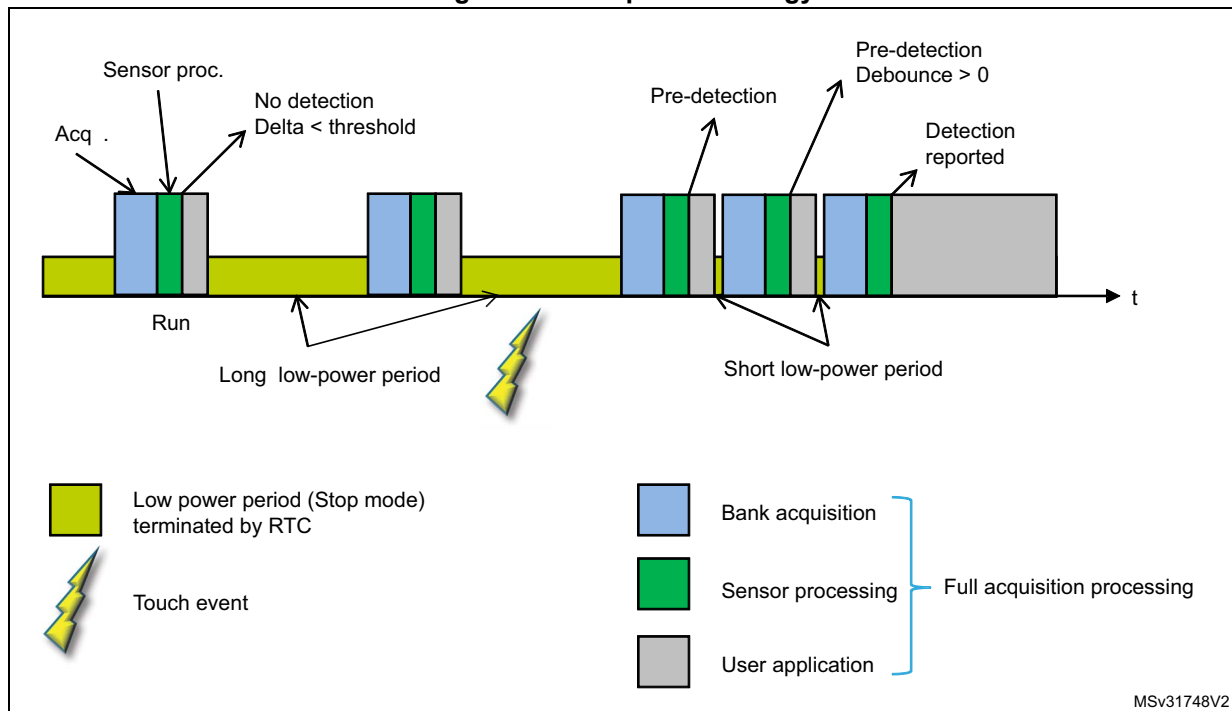 Sensor proc.
Acq .
No detection
Delta < threshold
Pre-detection
Pre-detection
Debounce > 0
Detection
reported
Run
t
Long low-power period
Short low-power period
Low power period (Stop mode)
terminated by RTC
Touch event
Bank acquisition
Sensor processing
User application
Full acquisition processing
MSv31748V2